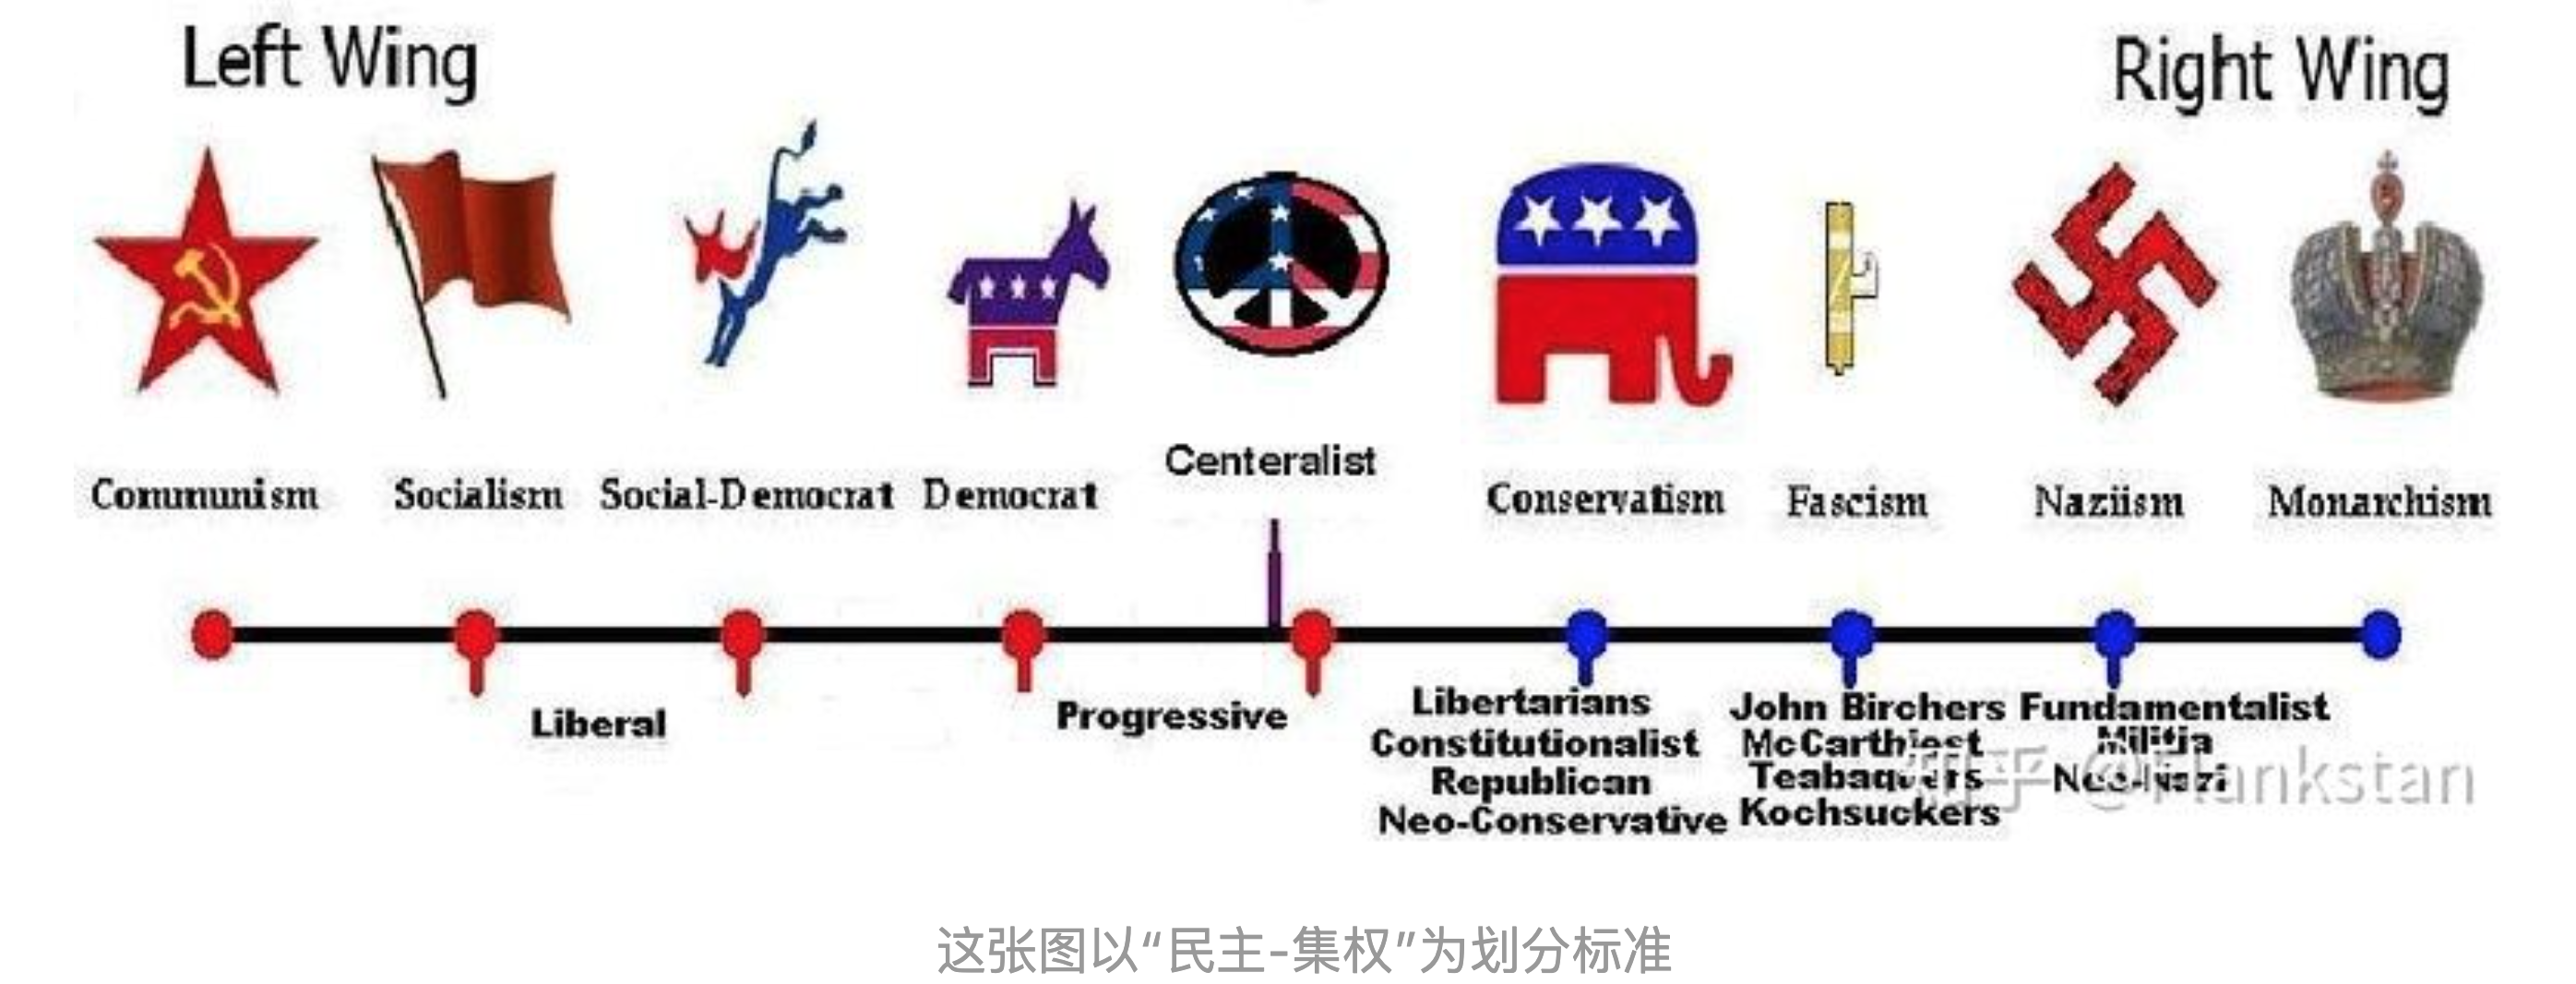 Left Wing
Right Wing
Communism
Socialism
Social-Democrat
Democrat
Centeralist
Conservatism
Fascism
Naziism
Monarchism
Liberal
Progressive
Libertarians
Constitutionalist
Republican
Neo-Conservative
John Birchers
McCarthiest
Teabaggers
Kochsuckers
Fundamentalist
Militia
Neo-Nazi
知乎 @Hankstan
这张图以“民主-集权”为划分标准